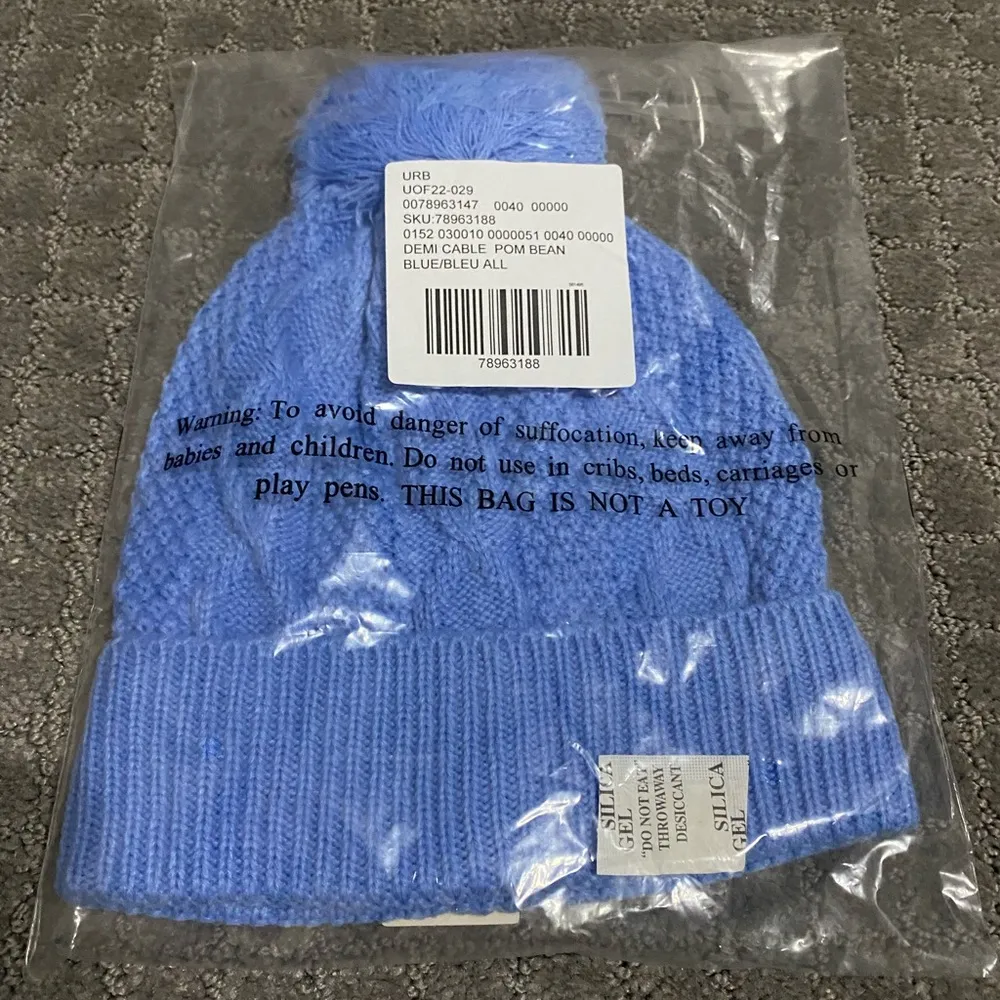 URB
UOF22-029
0078963147 0040 00000
SKU:78963188
0152 030010 0000051 0040 00000
DEMI CABLE POM BEAN
BLUE/BLEU ALL
78963188
Warning: To avoid danger of suffocation, keep away from
babies and children. Do not use in cribs, beds, carriages or
play pens. THIS BAG IS NOT A TOY
SILICA
GEL
"DO NOT EAT"
THROWAWAY
DESICCANT
SILICA
GEL